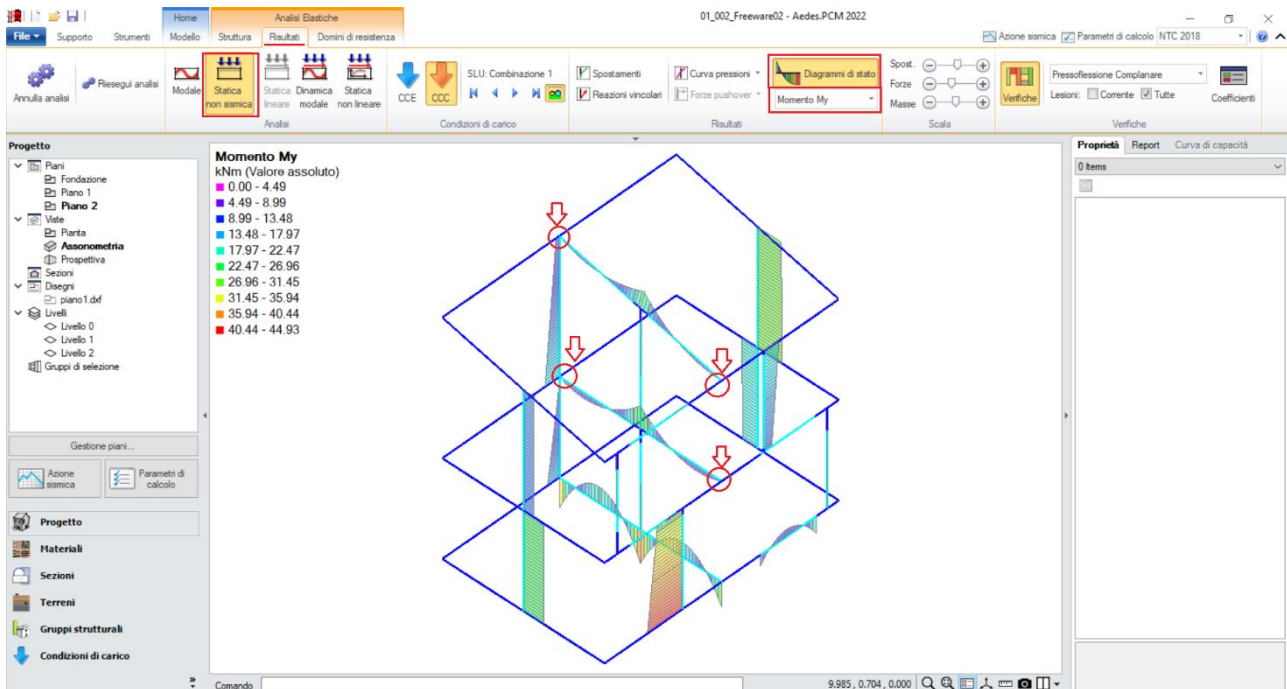 01_002_Freeware02 - Aedes.PCM 2022
Home
Analisi Elastiche
File
Supporto
Strumenti
Modello
Struttura
Risultati
Domini di resistenza
Azione sismica
Parametri di calcolo
NTC 2018
Annulla analisi
Riesegui analisi
Modale
Statica non sismica
Statica lineare
Dinamica modale
Statica non lineare
Analisi
CCE
CCC
SLU: Combinazione 1
Condizioni di carico
Spostamenti
Reazioni vincolari
Curva pressioni
Forze pushover
Diagrammi di stato
Momento My
Risultati
Spost.
Forze
Masse
Scala
Verifiche
Pressoflessione Complanare
Lesioni:
Corrente
Tutte
Coefficienti
Verifiche
Progetto
Piani
Fondazione
Piano 1
Piano 2
Viste
Pianta
Assonometria
Prospettiva
Sezioni
Disegni
piano1.dxf
Livelli
Livello 0
Livello 1
Livello 2
Gruppi di selezione
Gestione piani...
Azione sismica
Parametri di calcolo
Progetto
Materiali
Sezioni
Terreni
Gruppi strutturali
Condizioni di carico
Momento My
kNm (Valore assoluto)
0.00 - 4.49
4.49 - 8.99
8.99 - 13.48
13.48 - 17.97
17.97 - 22.47
22.47 - 26.96
26.96 - 31.45
31.45 - 35.94
35.94 - 40.44
40.44 - 44.93
Proprietà
Report
Curva di capacità
0 Items
Comando
9.985 , 0.704 , 0.000